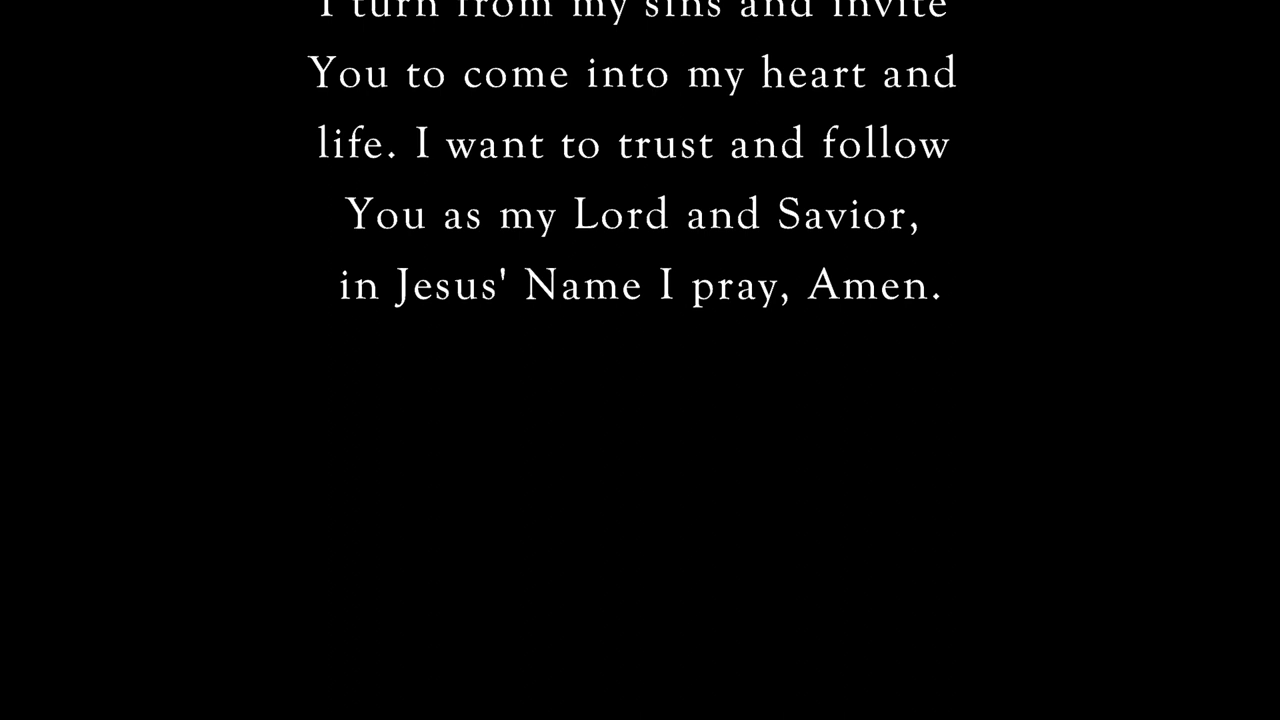 I turn from my sins and invite
You to come into my heart and
life. I want to trust and follow
You as my Lord and Savior,
in Jesus' Name I pray, Amen.